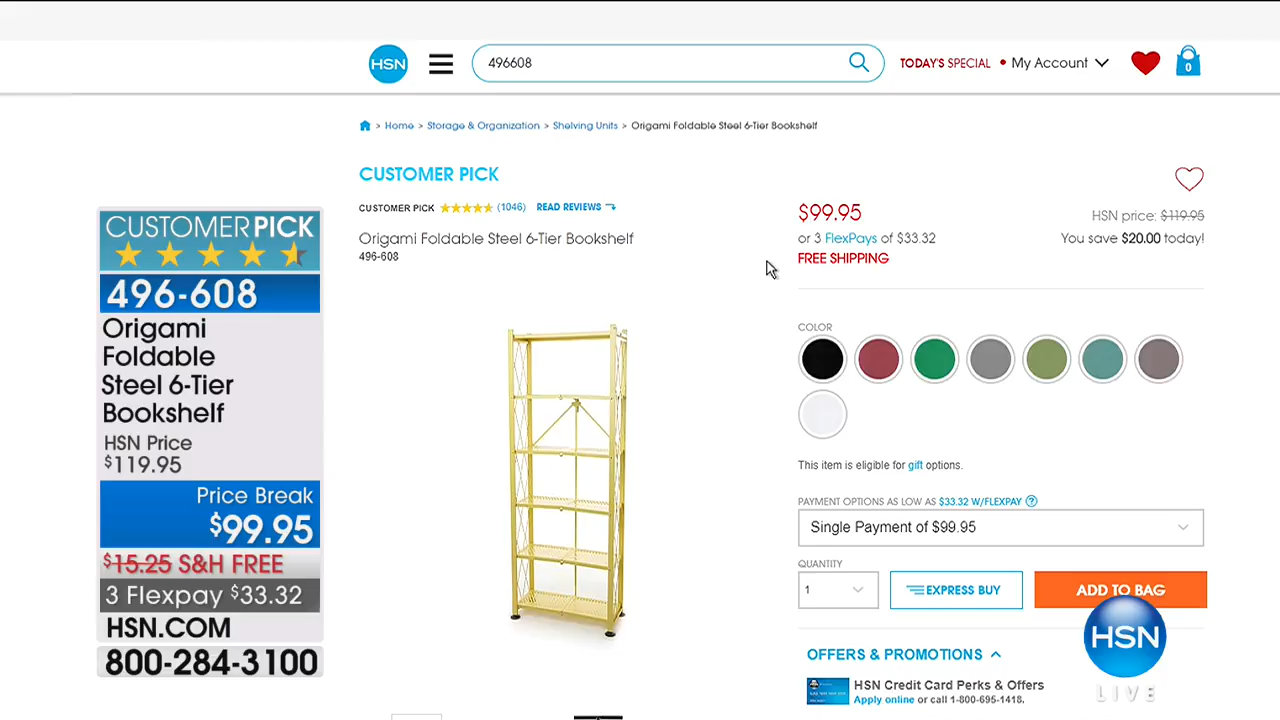 HSN
496608
TODAY'S SPECIAL
My Account
0
> Home > Storage & Organization > Shelving Units > Origami Foldable Steel 6-Tier Bookshelf
CUSTOMER PICK
CUSTOMER PICK (1046) READ REVIEWS
Origami Foldable Steel 6-Tier Bookshelf
496-608
$99.95
HSN price: $119.95
or 3 FlexPays of $33.32
You save $20.00 today!
FREE SHIPPING
COLOR
This item is eligible for gift options.
PAYMENT OPTIONS AS LOW AS $33.32 W/FLEXPAY ?
Single Payment of $99.95
QUANTITY
1
EXPRESS BUY
ADD TO BAG
OFFERS & PROMOTIONS
HSN Credit Card Perks & Offers
Apply online or call 1-800-695-1418.
CUSTOMER PICK
496-608
Origami
Foldable
Steel 6-Tier
Bookshelf
HSN Price
$119.95
Price Break
$99.95
$15.25 S&H FREE
3 Flexpay $33.32
HSN.COM
800-284-3100
HSN
LIVE